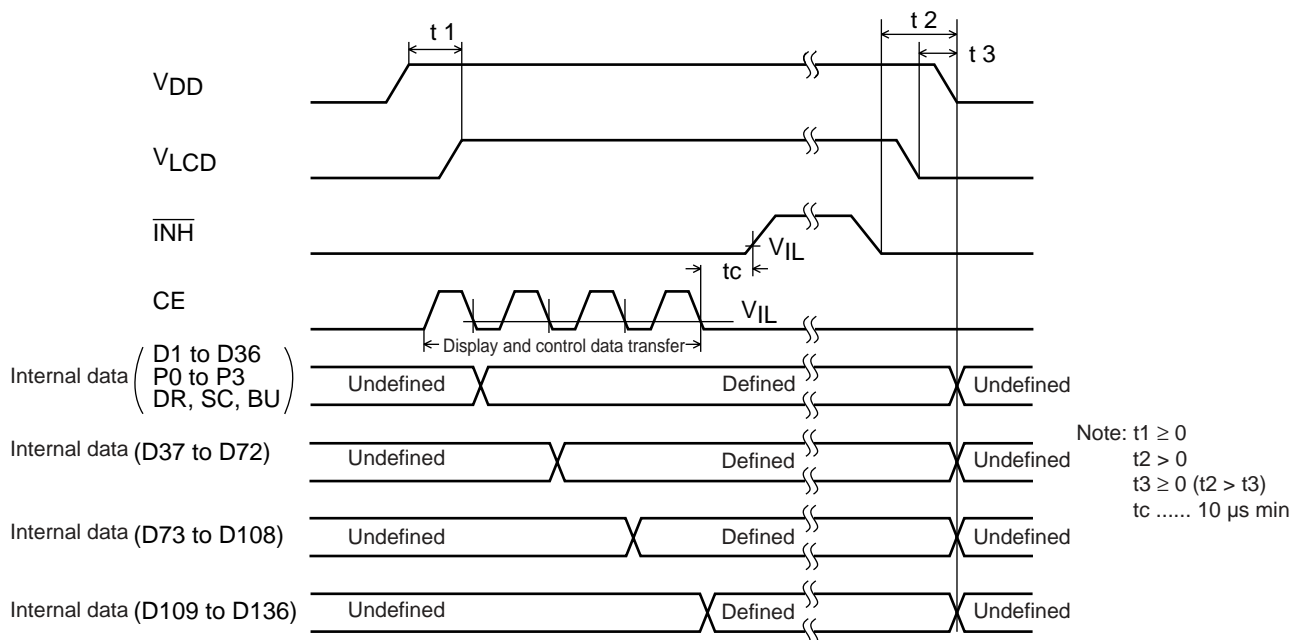 t 1
t 2
t 3
VDD
VLCD
INH
VIL
tc
CE
VIL
Display and control data transfer
Internal data
D1 to D36
P0 to P3
DR, SC, BU
Undefined
Defined
Undefined
Internal data (D37 to D72)
Undefined
Defined
Undefined
Internal data (D73 to D108)
Undefined
Defined
Undefined
Internal data (D109 to D136)
Undefined
Defined
Undefined
Note: t1 ≥ 0
t2 > 0
t3 ≥ 0 (t2 > t3)
tc ...... 10 µs min